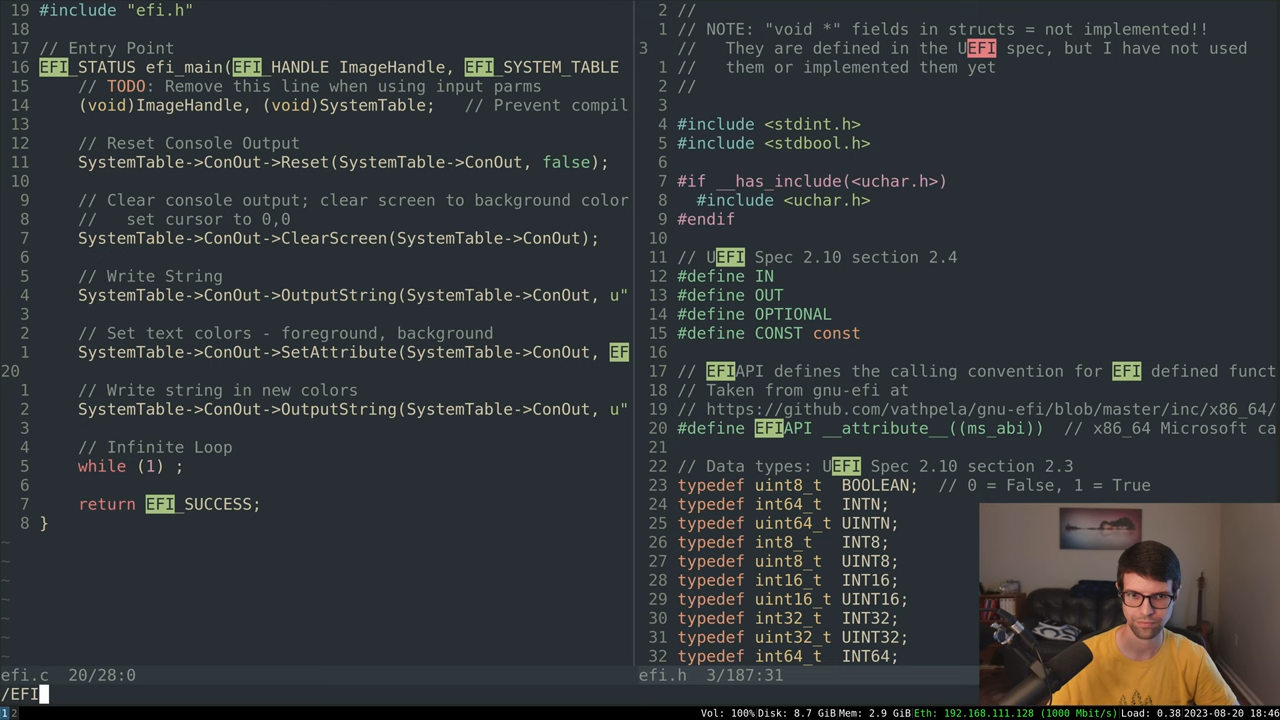 19 #include "efi.h"
18
17 // Entry Point
16 EFI_STATUS efi_main(EFI_HANDLE ImageHandle, EFI_SYSTEM_TABLE
15     // TODO: Remove this line when using input parms
14     (void)ImageHandle, (void)SystemTable;   // Prevent compil
13
12     // Reset Console Output
11     SystemTable->ConOut->Reset(SystemTable->ConOut, false);
10
9     // Clear console output; clear screen to background color
8     //   set cursor to 0,0
7     SystemTable->ConOut->ClearScreen(SystemTable->ConOut);
6
5     // Write String
4     SystemTable->ConOut->OutputString(SystemTable->ConOut, u"
3
2     // Set text colors - foreground, background
1     SystemTable->ConOut->SetAttribute(SystemTable->ConOut, EF
20
1     // Write string in new colors
2     SystemTable->ConOut->OutputString(SystemTable->ConOut, u"
3
4     // Infinite Loop
5     while (1) ;
6
7     return EFI_SUCCESS;
8 }
~
~
~
~
~
~
~
efi.c  20/28:0
2 //
1 // NOTE: "void *" fields in structs = not implemented!!
3 //   They are defined in the UEFI spec, but I have not used
1 //   them or implemented them yet
2 //
3
4 #include <stdint.h>
5 #include <stdbool.h>
6
7 #if __has_include(<uchar.h>)
8   #include <uchar.h>
9 #endif
10
11 // UEFI Spec 2.10 section 2.4
12 #define IN
13 #define OUT
14 #define OPTIONAL
15 #define CONST const
16
17 // EFIAPI defines the calling convention for EFI defined funct
18 // Taken from gnu-efi at
19 // https://github.com/vathpela/gnu-efi/blob/master/inc/x86_64/
20 #define EFIAPI __attribute__((ms_abi))  // x86_64 Microsoft ca
21
22 // Data types: UEFI Spec 2.10 section 2.3
23 typedef uint8_t  BOOLEAN;  // 0 = False, 1 = True
24 typedef int64_t  INTN;
25 typedef uint64_t UINTN;
26 typedef int8_t   INT8;
27 typedef uint8_t  UINT8;
28 typedef int16_t  INT16;
29 typedef uint16_t UINT16;
30 typedef int32_t  INT32;
31 typedef uint32_t UINT32;
32 typedef int64_t  INT64;
efi.h  3/187:31
/EFI
1 2 Vol: 100% Disk: 8.7 GiB Mem: 2.9 GiB Eth: 192.168.111.128 (1000 Mbit/s) Load: 0.38 2023-08-20 18:46